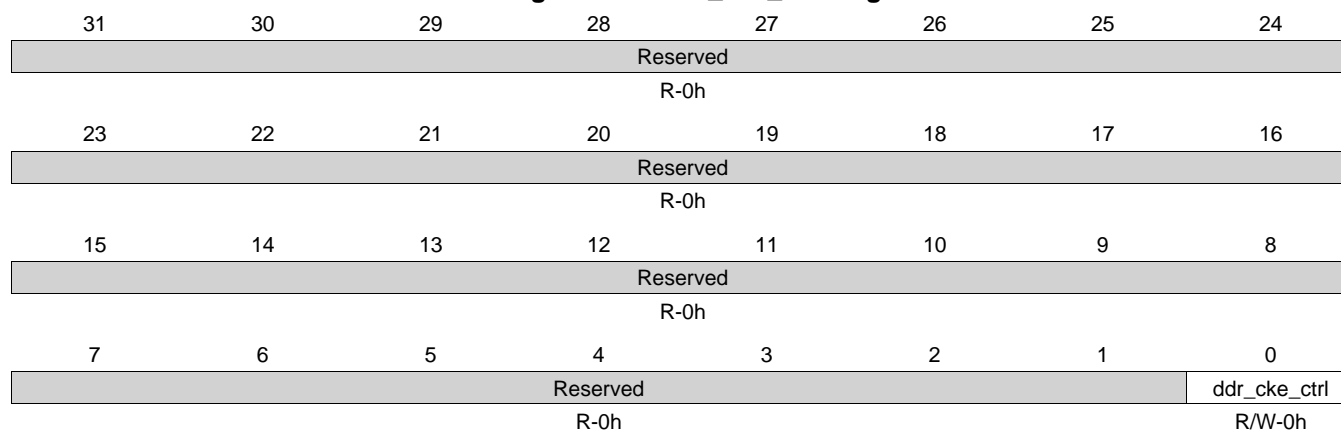 31 30 29 28 27 26 25 24
Reserved
R-0h
23 22 21 20 19 18 17 16
Reserved
R-0h
15 14 13 12 11 10 9 8
Reserved
R-0h
7 6 5 4 3 2 1 0
Reserved ddr_cke_ctrl
R-0h R/W-0h